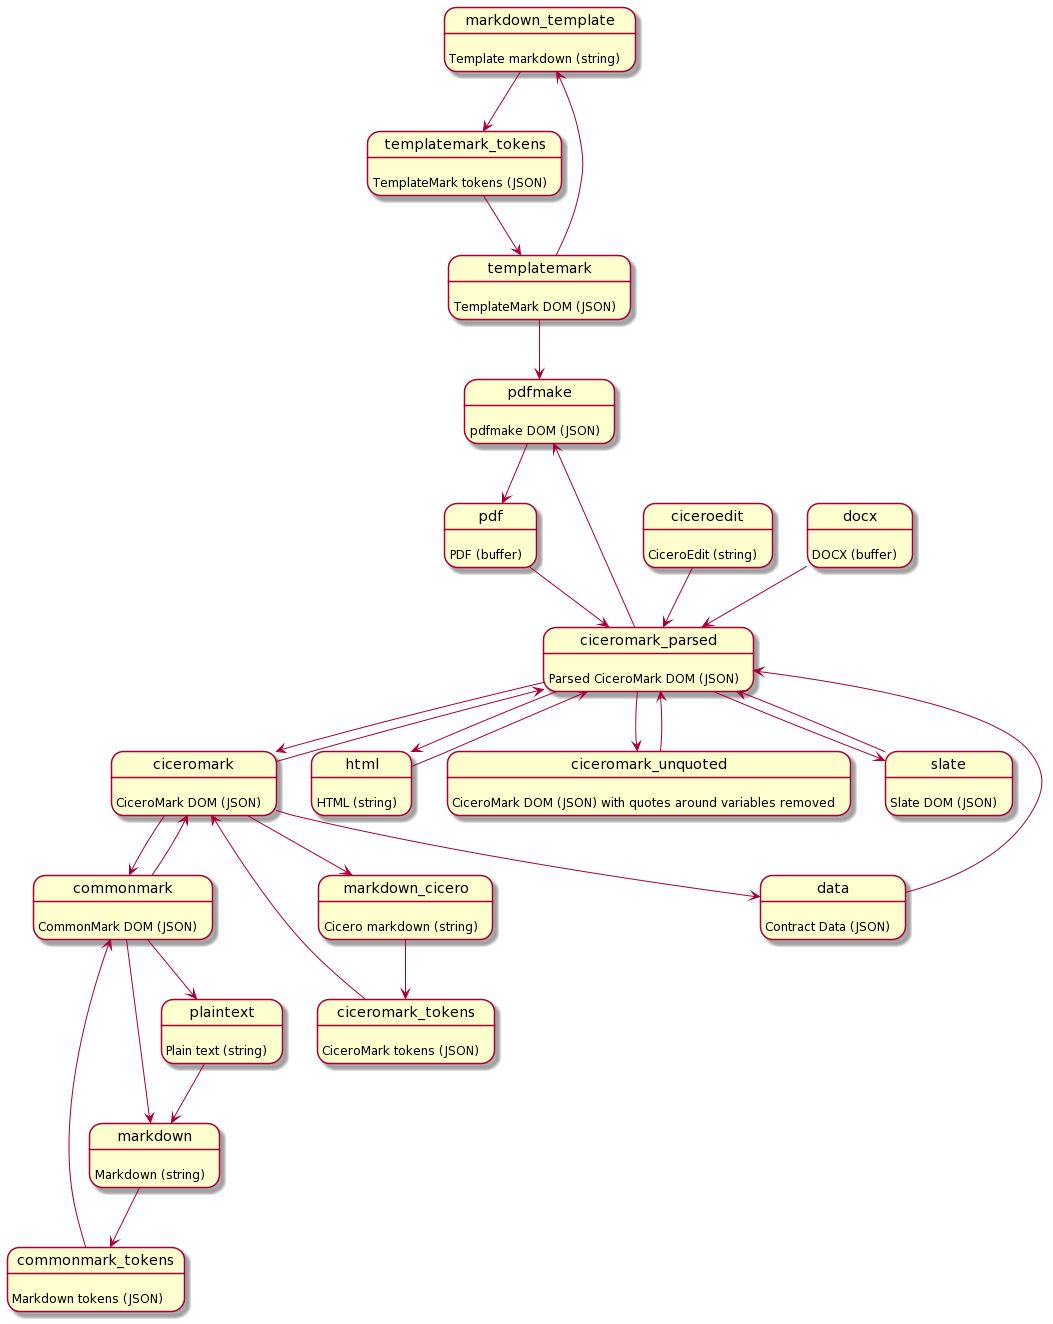 markdown_template
Template markdown (string)
templatemark_tokens
TemplateMark tokens (JSON)
templatemark
TemplateMark DOM (JSON)
pdfmake
pdfmake DOM (JSON)
pdf
PDF (buffer)
ciceroedit
CiceroEdit (string)
docx
DOCX (buffer)
ciceromark_parsed
Parsed CiceroMark DOM (JSON)
ciceromark
CiceroMark DOM (JSON)
html
HTML (string)
ciceromark_unquoted
CiceroMark DOM (JSON) with quotes around variables removed
slate
Slate DOM (JSON)
commonmark
CommonMark DOM (JSON)
markdown_cicero
Cicero markdown (string)
data
Contract Data (JSON)
plaintext
Plain text (string)
ciceromark_tokens
CiceroMark tokens (JSON)
markdown
Markdown (string)
commonmark_tokens
Markdown tokens (JSON)